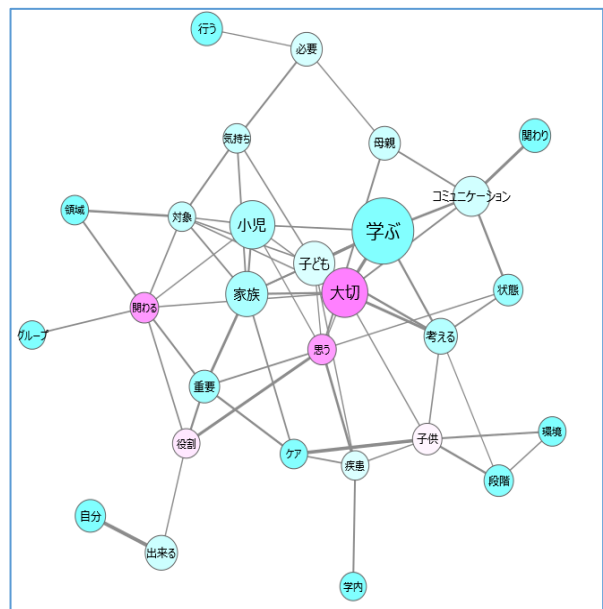 行う
必要
気持ち
母親
関わり
コミュニケーション
領域
対象
小児
学ぶ
子ども
家族
大切
状態
関わる
グループ
思う
考える
重要
役割
ケア
疾患
子供
環境
段階
自分
出来る
学内